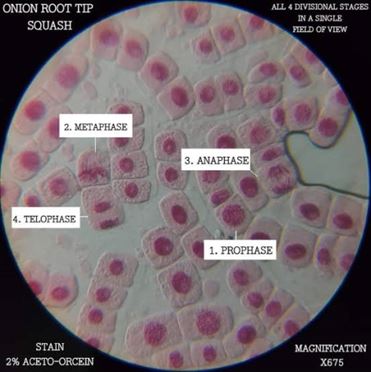 ONION ROOT TIP
SQUASH
ALL 4 DIVISIONAL STAGES
IN A SINGLE
FIELD OF VIEW
2. METAPHASE
3. ANAPHASE
4. TELOPHASE
1. PROPHASE
STAIN
2% ACETO-ORCEIN
MAGNIFICATION
X675